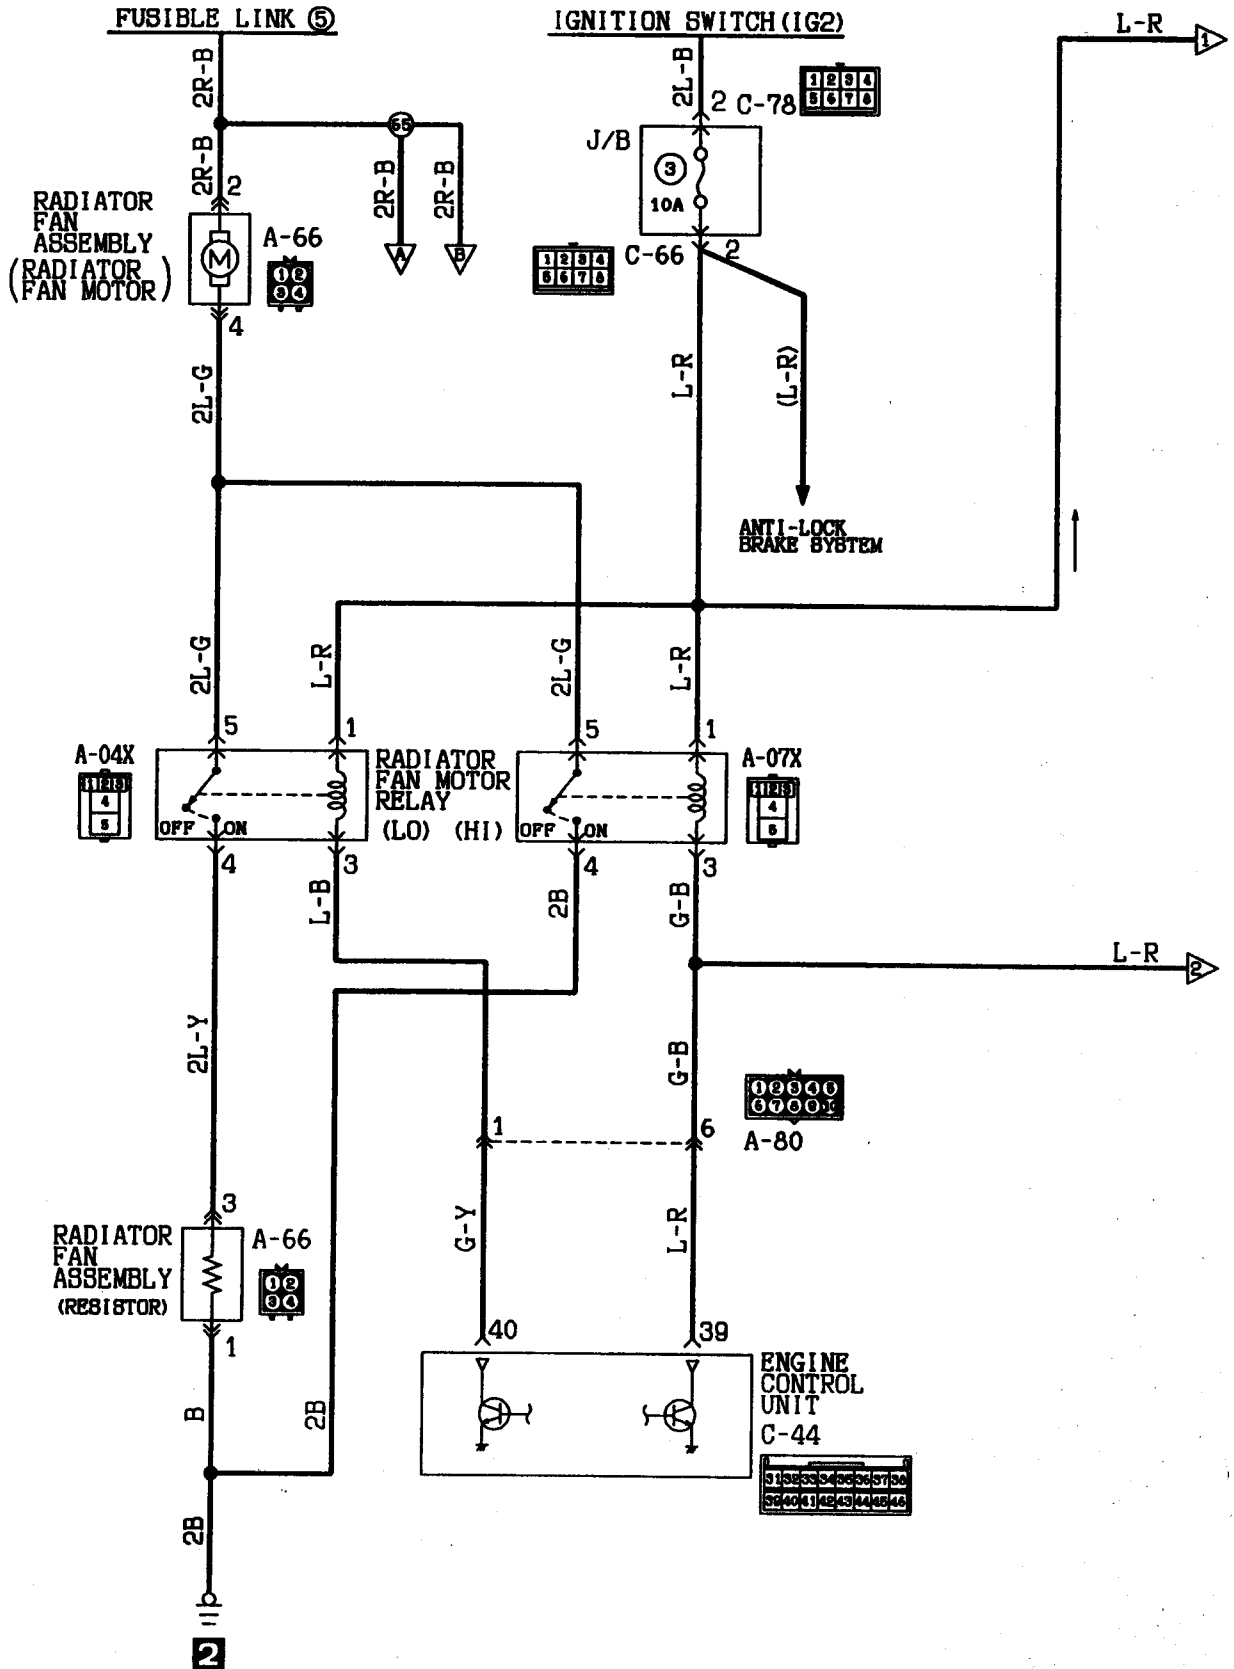 FUSIBLE LINK ⑤
IGNITION SWITCH(IG2)
L-R
1
2R-B
2L-B
1 2 3 4
5 6 7 8
2 C-78
J/B
2R-B
2
65
2R-B
2R-B
3
10A
RADIATOR
FAN
ASSEMBLY
(RADIATOR
FAN MOTOR)
A-66
M
1 2
3 4
A
B
C-66
2
1 2 3 4
5 6 7 8
4
2L-G
L-R
(L-R)
ANTI-LOCK
BRAKE SYSTEM
2L-G
L-R
2L-G
L-R
5
1
5
1
A-04X
1 2 3
4
5
RADIATOR
FAN MOTOR
RELAY
(LO) (HI)
A-07X
1 2 3
4
5
OFF
ON
OFF
ON
4
3
4
3
L-B
2B
G-B
L-R
2
2L-Y
G-B
1 2 3 4 5
6 7 8 9 10
A-80
1
6
3
RADIATOR
FAN
ASSEMBLY
(RESISTOR)
A-66
1 2
3 4
G-Y
L-R
1
40
39
ENGINE
CONTROL
UNIT
C-44
B
2B
31 32 33 34 35 36 37 38
39 40 41 42 43 44 45 46
2B
2